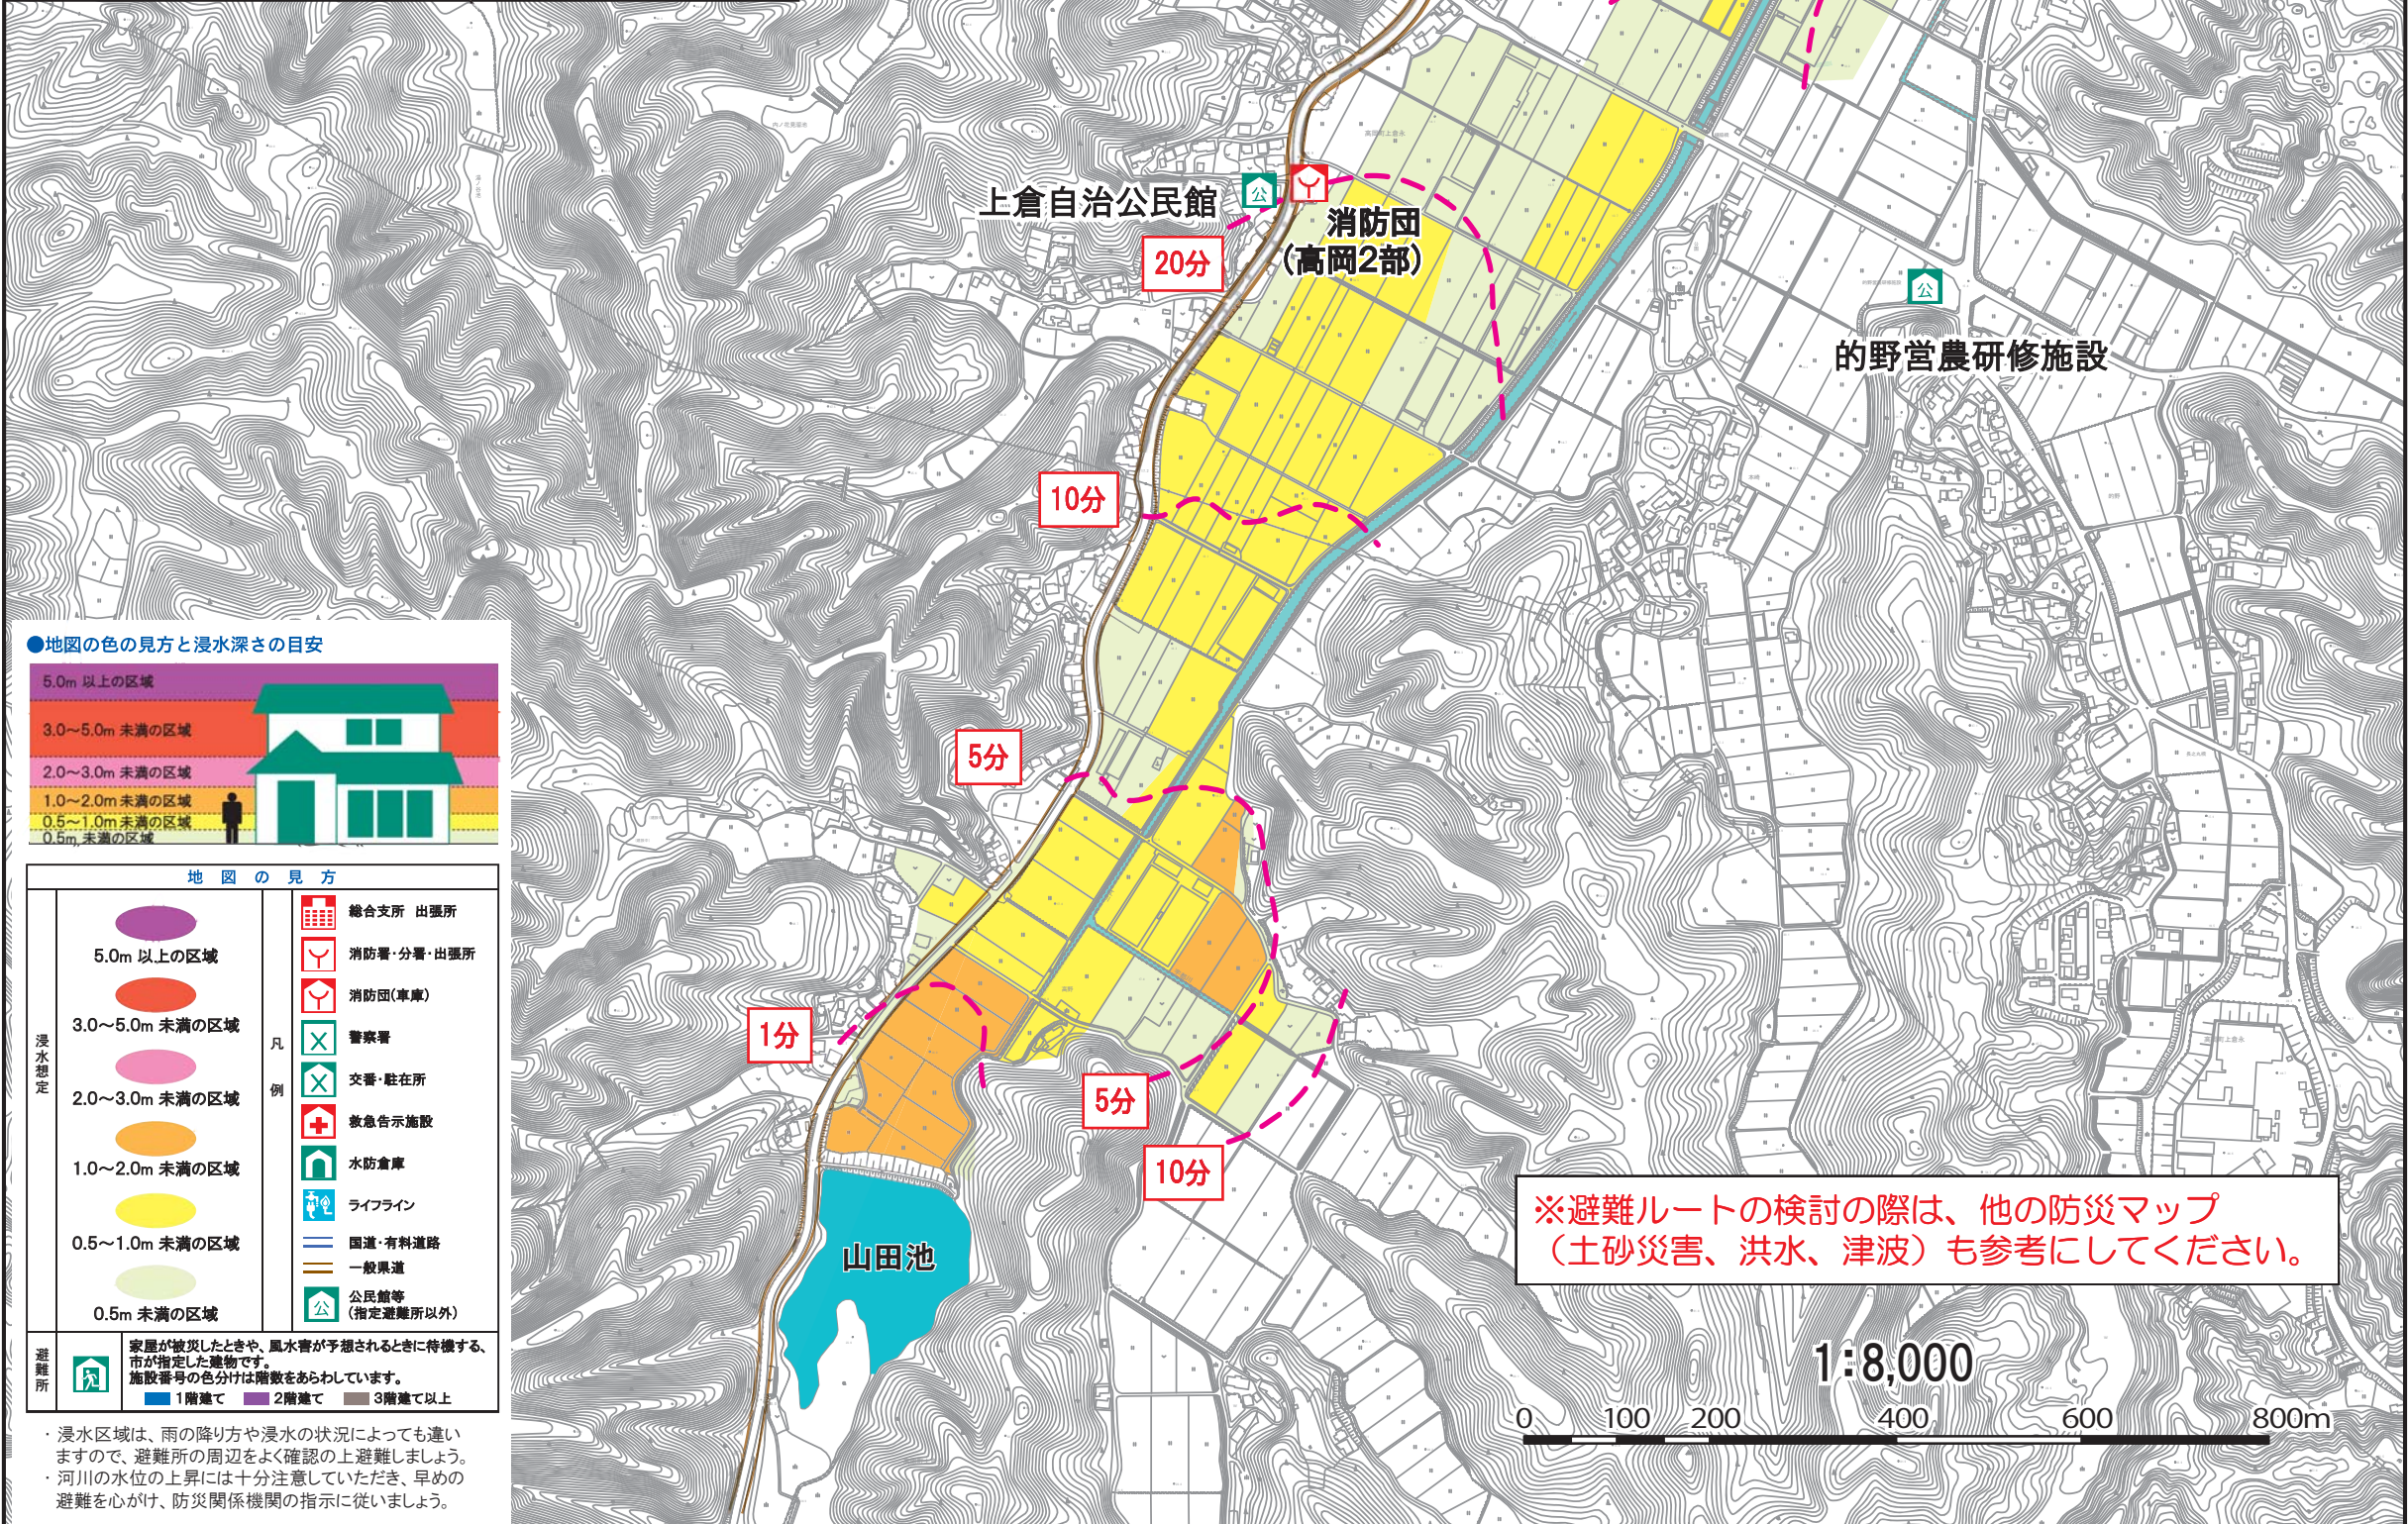 上倉自治公民館
公
消防団
(高岡2部)
20分
公
的野営農研修施設
10分
5分
1分
5分
10分
山田池
※避難ルートの検討の際は、他の防災マップ
（土砂災害、洪水、津波）も参考にしてください。
1:8,000
0 100 200 400 600 800m
●地図の色の見方と浸水深さの目安
5.0m 以上の区域
3.0～5.0m 未満の区域
2.0～3.0m 未満の区域
1.0～2.0m 未満の区域
0.5～1.0m 未満の区域
0.5m 未満の区域
地図の見方
浸水想定
5.0m 以上の区域
3.0～5.0m 未満の区域
2.0～3.0m 未満の区域
1.0～2.0m 未満の区域
0.5～1.0m 未満の区域
0.5m 未満の区域
凡例
総合支所 出張所
消防署・分署・出張所
消防団(車庫)
警察署
交番・駐在所
救急告示施設
水防倉庫
ライフライン
国道・有料道路
一般県道
公
公民館等
(指定避難所以外)
避難所
家屋が被災したときや、風水害が予想されるときに待機する、
市が指定した建物です。
施設番号の色分けは階数をあらわしています。
1階建て 2階建て 3階建て以上
・浸水区域は、雨の降り方や浸水の状況によっても違い
ますので、避難所の周辺をよく確認の上避難しましょう。
・河川の水位の上昇には十分注意していただき、早めの
避難を心がけ、防災関係機関の指示に従いましょう。